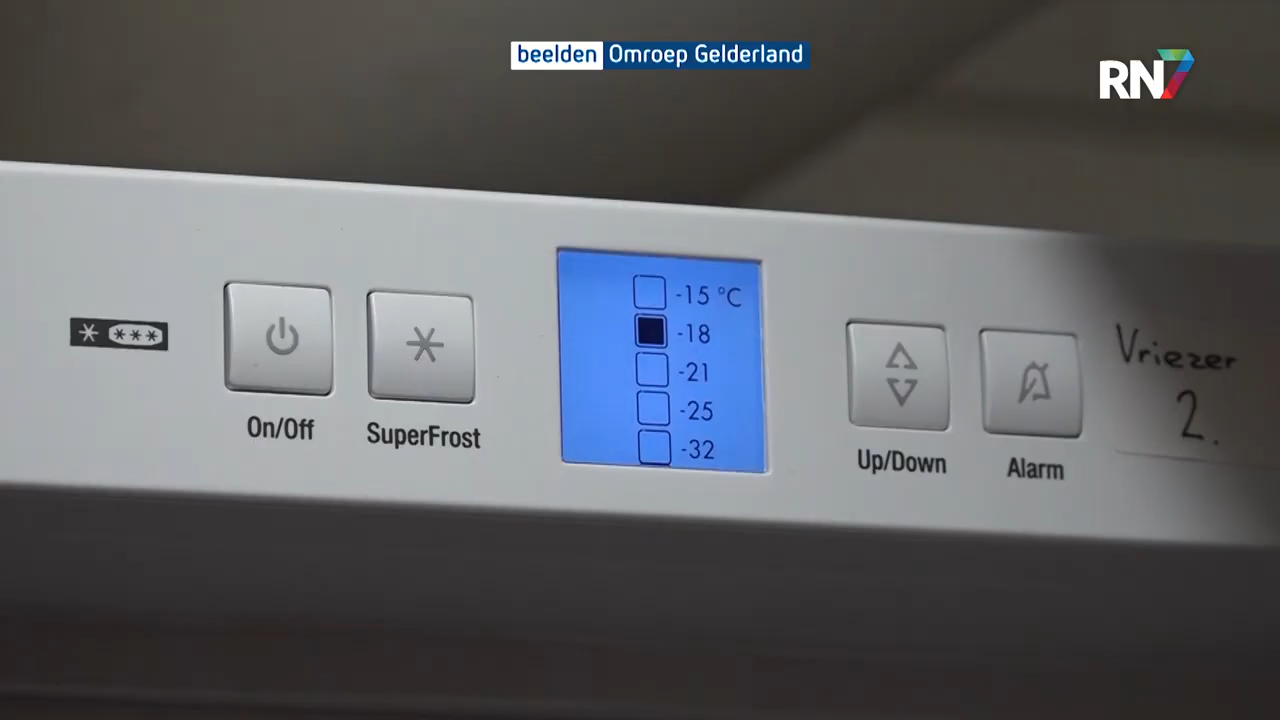 beelden Omroep Gelderland
RN7
-15 °C
-18
-21
-25
-32
On/Off
SuperFrost
Up/Down
Alarm
Vriezer
2.